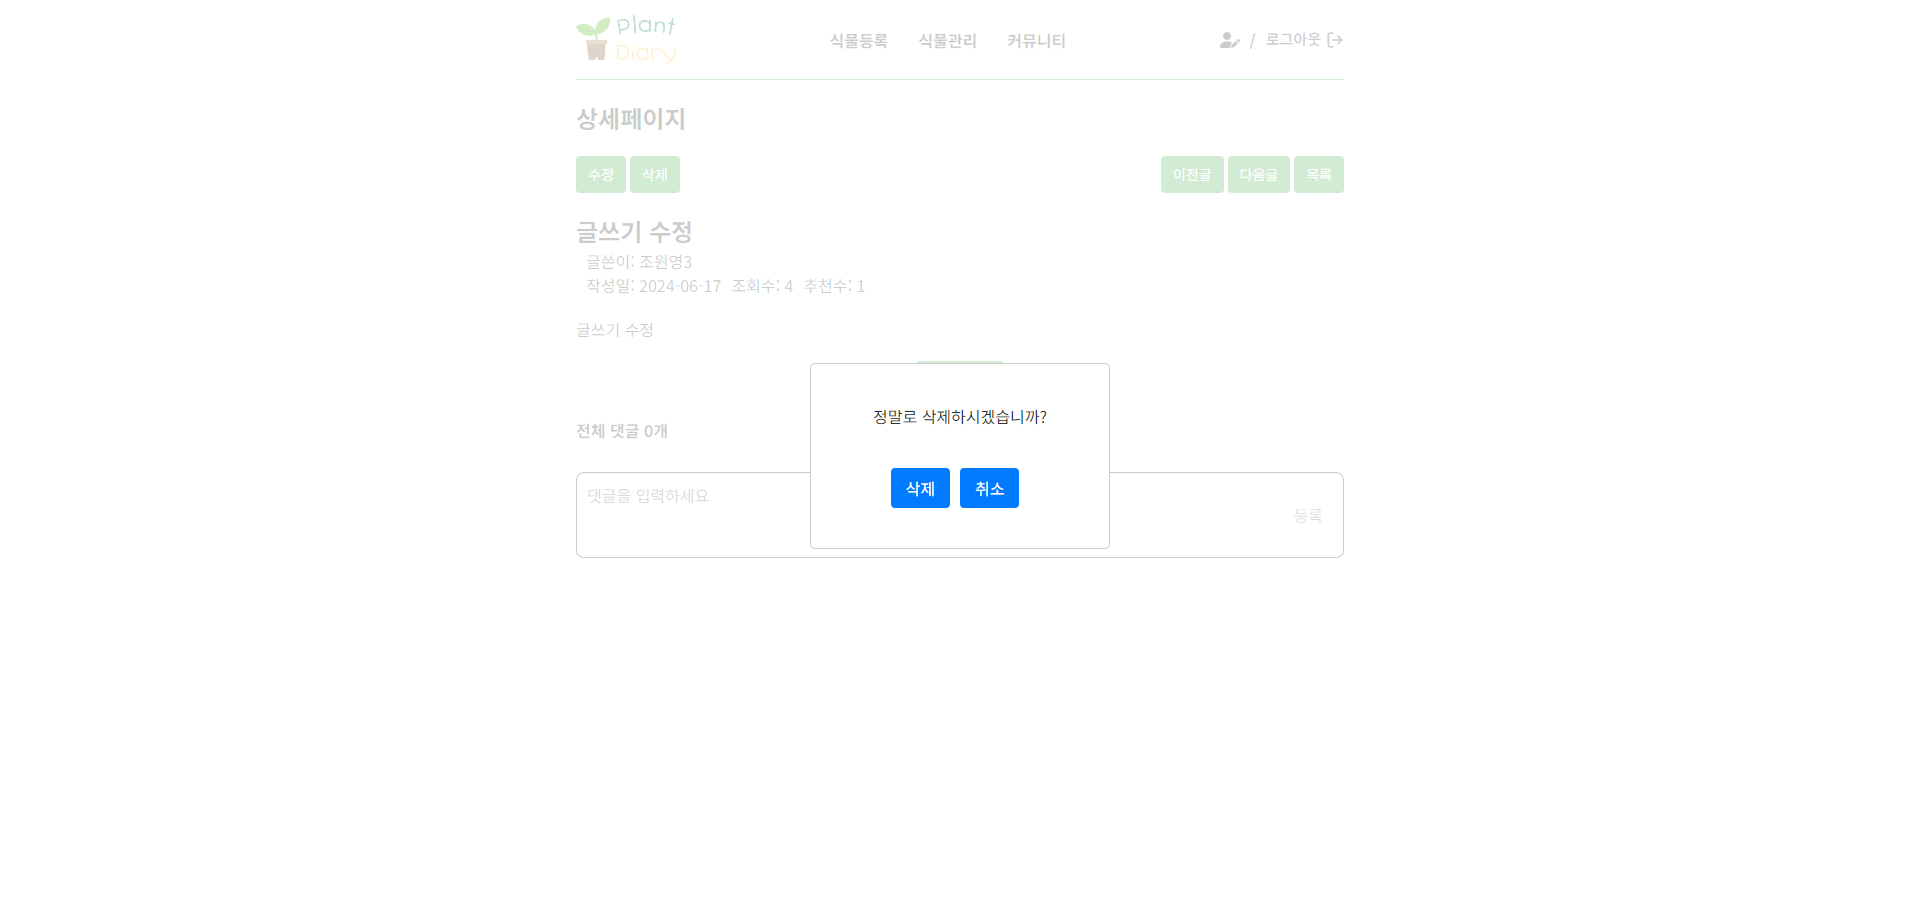 Plant
Diary
식물등록 식물관리 커뮤니티
/ 로그아웃
상세페이지
수정 삭제 이전글 다음글 목록
글쓰기 수정
글쓴이: 조원영3
작성일: 2024-06-17 조회수: 4 추천수: 1
글쓰기 수정
정말로 삭제하시겠습니까?
삭제 취소
전체 댓글 0개
댓글을 입력하세요
등록